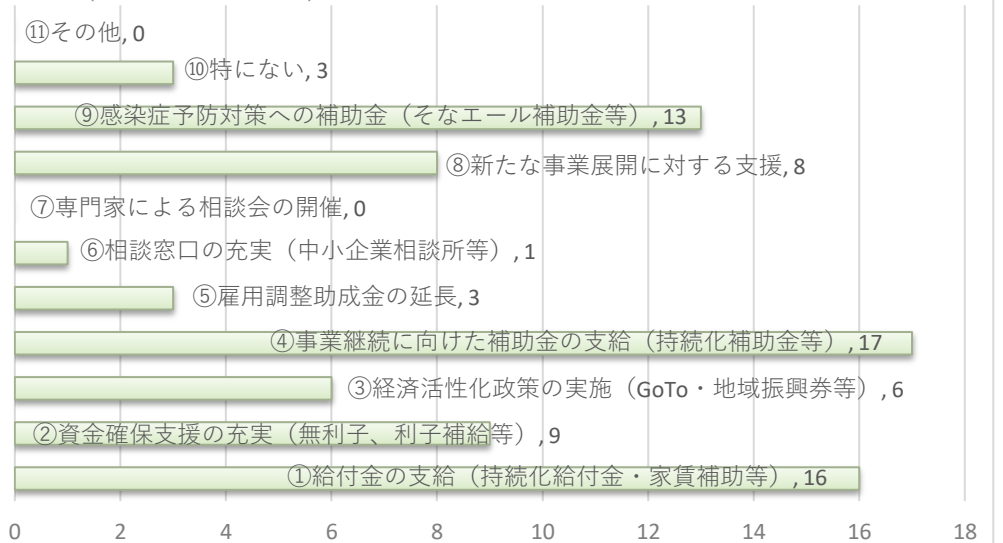 ⑪その他, 0
⑩特にない, 3
⑨感染症予防対策への補助金（そなエール補助金等）, 13
⑧新たな事業展開に対する支援, 8
⑦専門家による相談会の開催, 0
⑥相談窓口の充実（中小企業相談所等）, 1
⑤雇用調整助成金の延長, 3
④事業継続に向けた補助金の支給（持続化補助金等）, 17
③経済活性化政策の実施（GoTo・地域振興券等）, 6
②資金確保支援の充実（無利子、利子補給等）, 9
①給付金の支給（持続化給付金・家賃補助等）, 16
0 2 4 6 8 10 12 14 16 18